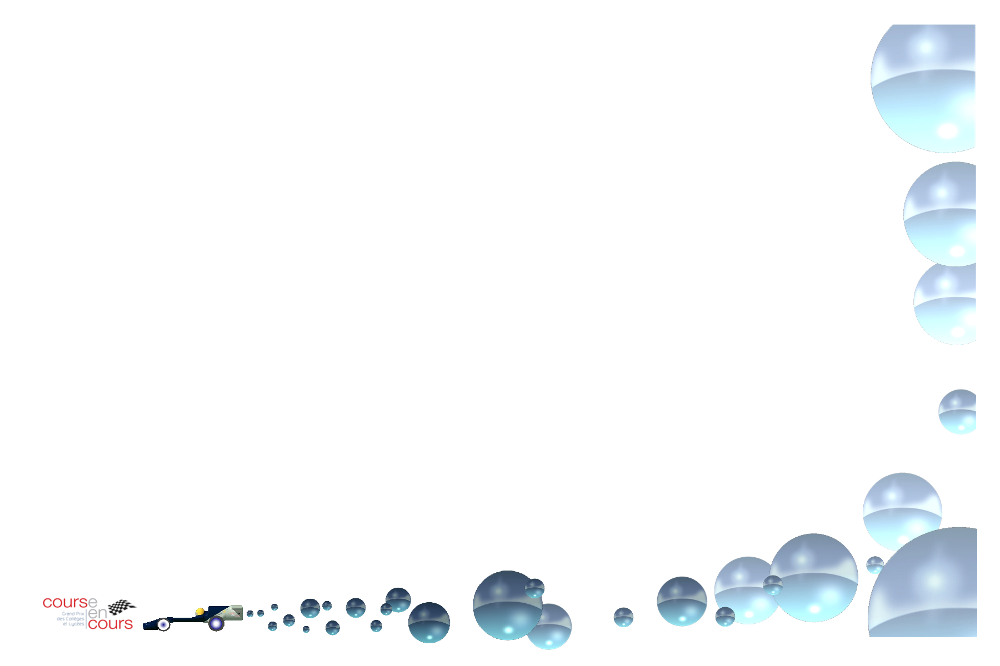 course
en
cours
Grand Prix
des Collèges
et Lycées